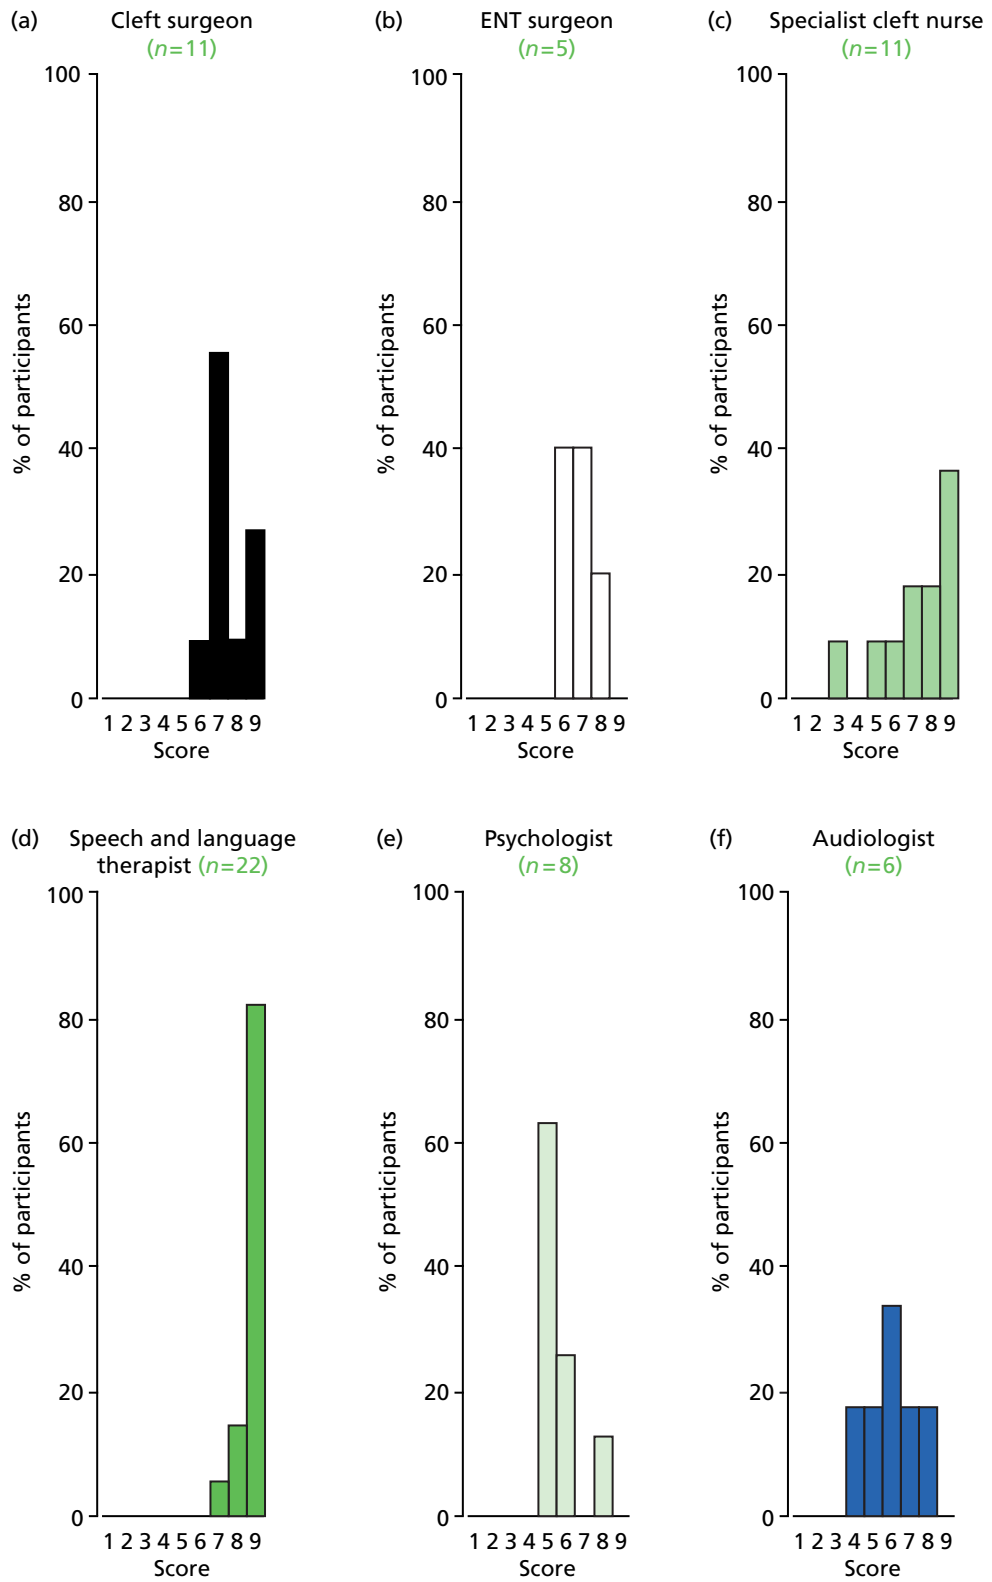 (a) Cleft surgeon
(n=11)
100
80
60
40
20
0
% of participants
1 2 3 4 5 6 7 8 9
Score
(b) ENT surgeon
(n=5)
100
80
60
40
20
0
% of participants
1 2 3 4 5 6 7 8 9
Score
(c) Specialist cleft nurse
(n=11)
100
80
60
40
20
0
% of participants
1 2 3 4 5 6 7 8 9
Score
(d) Speech and language
therapist (n=22)
100
80
60
40
20
0
% of participants
1 2 3 4 5 6 7 8 9
Score
(e) Psychologist
(n=8)
100
80
60
40
20
0
% of participants
1 2 3 4 5 6 7 8 9
Score
(f) Audiologist
(n=6)
100
80
60
40
20
0
% of participants
1 2 3 4 5 6 7 8 9
Score